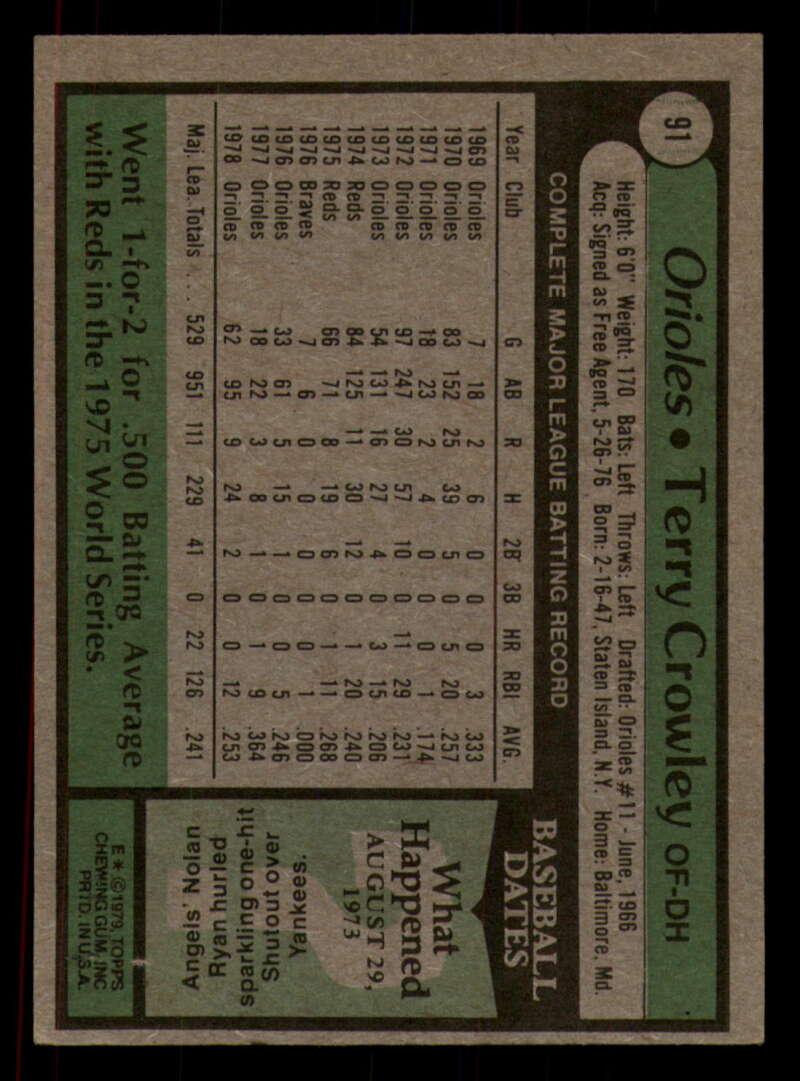 91
Orioles • Terry Crowley OF-DH
Height: 6'0" Weight: 170 Bats: Left Throws: Left Drafted: Orioles #11 - June, 1966
Acq: Signed as Free Agent, 5-26-76 Born: 2-16-47, Staten Island, N.Y. Home: Baltimore, Md.
COMPLETE MAJOR LEAGUE BATTING RECORD
Year Club G AB R H 2B 3B HR RBI AVG.
1969 Orioles 7 18 2 6 0 0 0 3 .333
1970 Orioles 83 152 25 39 5 0 5 20 .257
1971 Orioles 18 23 2 4 0 0 0 1 .174
1972 Orioles 97 247 30 57 10 0 11 29 .231
1973 Orioles 54 131 16 27 4 0 3 15 .206
1974 Reds 84 125 11 30 12 0 1 20 .240
1975 Reds 66 71 8 19 6 0 1 11 .268
1976 Braves 7 6 0 0 0 0 0 1 .000
1976 Orioles 33 61 5 15 1 0 0 5 .246
1977 Orioles 18 22 3 8 1 0 1 9 .364
1978 Orioles 62 95 9 24 2 0 0 12 .253
Maj. Lea. Totals . . . 529 951 111 229 41 0 22 126 .241
Went 1-for-2 for .500 Batting Average
with Reds in the 1975 World Series.
BASEBALL
DATES
What
Happened
AUGUST 29,
1973
Angels' Nolan
Ryan hurled
sparkling one-hit
Shutout over
Yankees.
E * © 1979, TOPPS
CHEWING GUM, INC
PRTD. IN U.S.A.